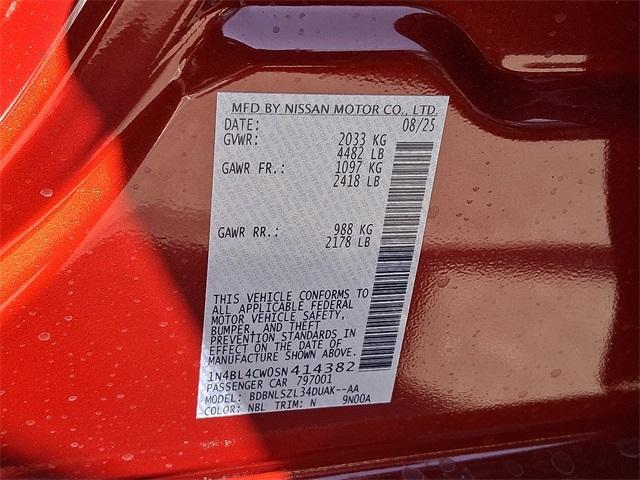 MFD BY NISSAN MOTOR CO., LTD.
DATE: 08/25
GVWR: 2033 KG
4482 LB
GAWR FR.: 1097 KG
2418 LB
GAWR RR.: 988 KG
2178 LB
THIS VEHICLE CONFORMS TO
ALL APPLICABLE FEDERAL
MOTOR VEHICLE SAFETY,
BUMPER, AND THEFT
PREVENTION STANDARDS IN
EFFECT ON THE DATE OF
MANUFACTURE SHOWN ABOVE.
1N4BL4CW0SN414382
PASSENGER CAR 797001
MODEL: BDBNLSZL34DUAK--AA
COLOR: NBL TRIM: N 9N00A